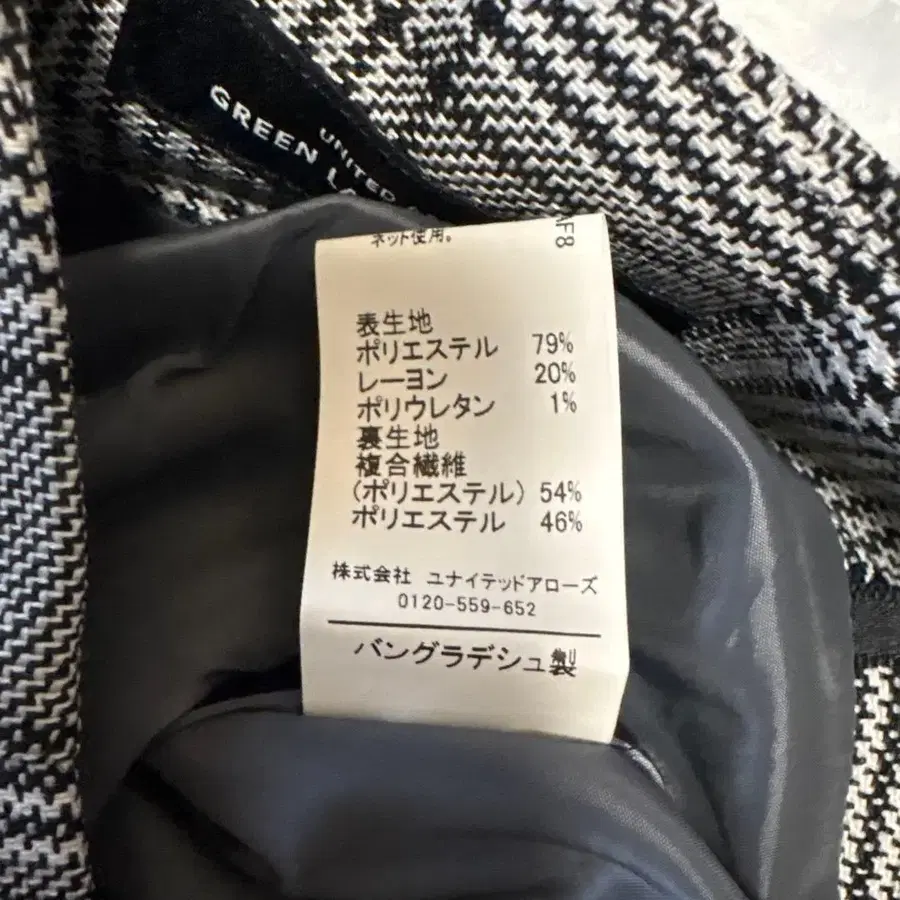 UNITED
GREEN LA
ネット使用。
AF8
表生地
ポリエステル 79%
レーヨン 20%
ポリウレタン 1%
裏生地
複合繊維
(ポリエステル) 54%
ポリエステル 46%
株式会社 ユナイテッドアローズ
0120-559-652
バングラデシュ製